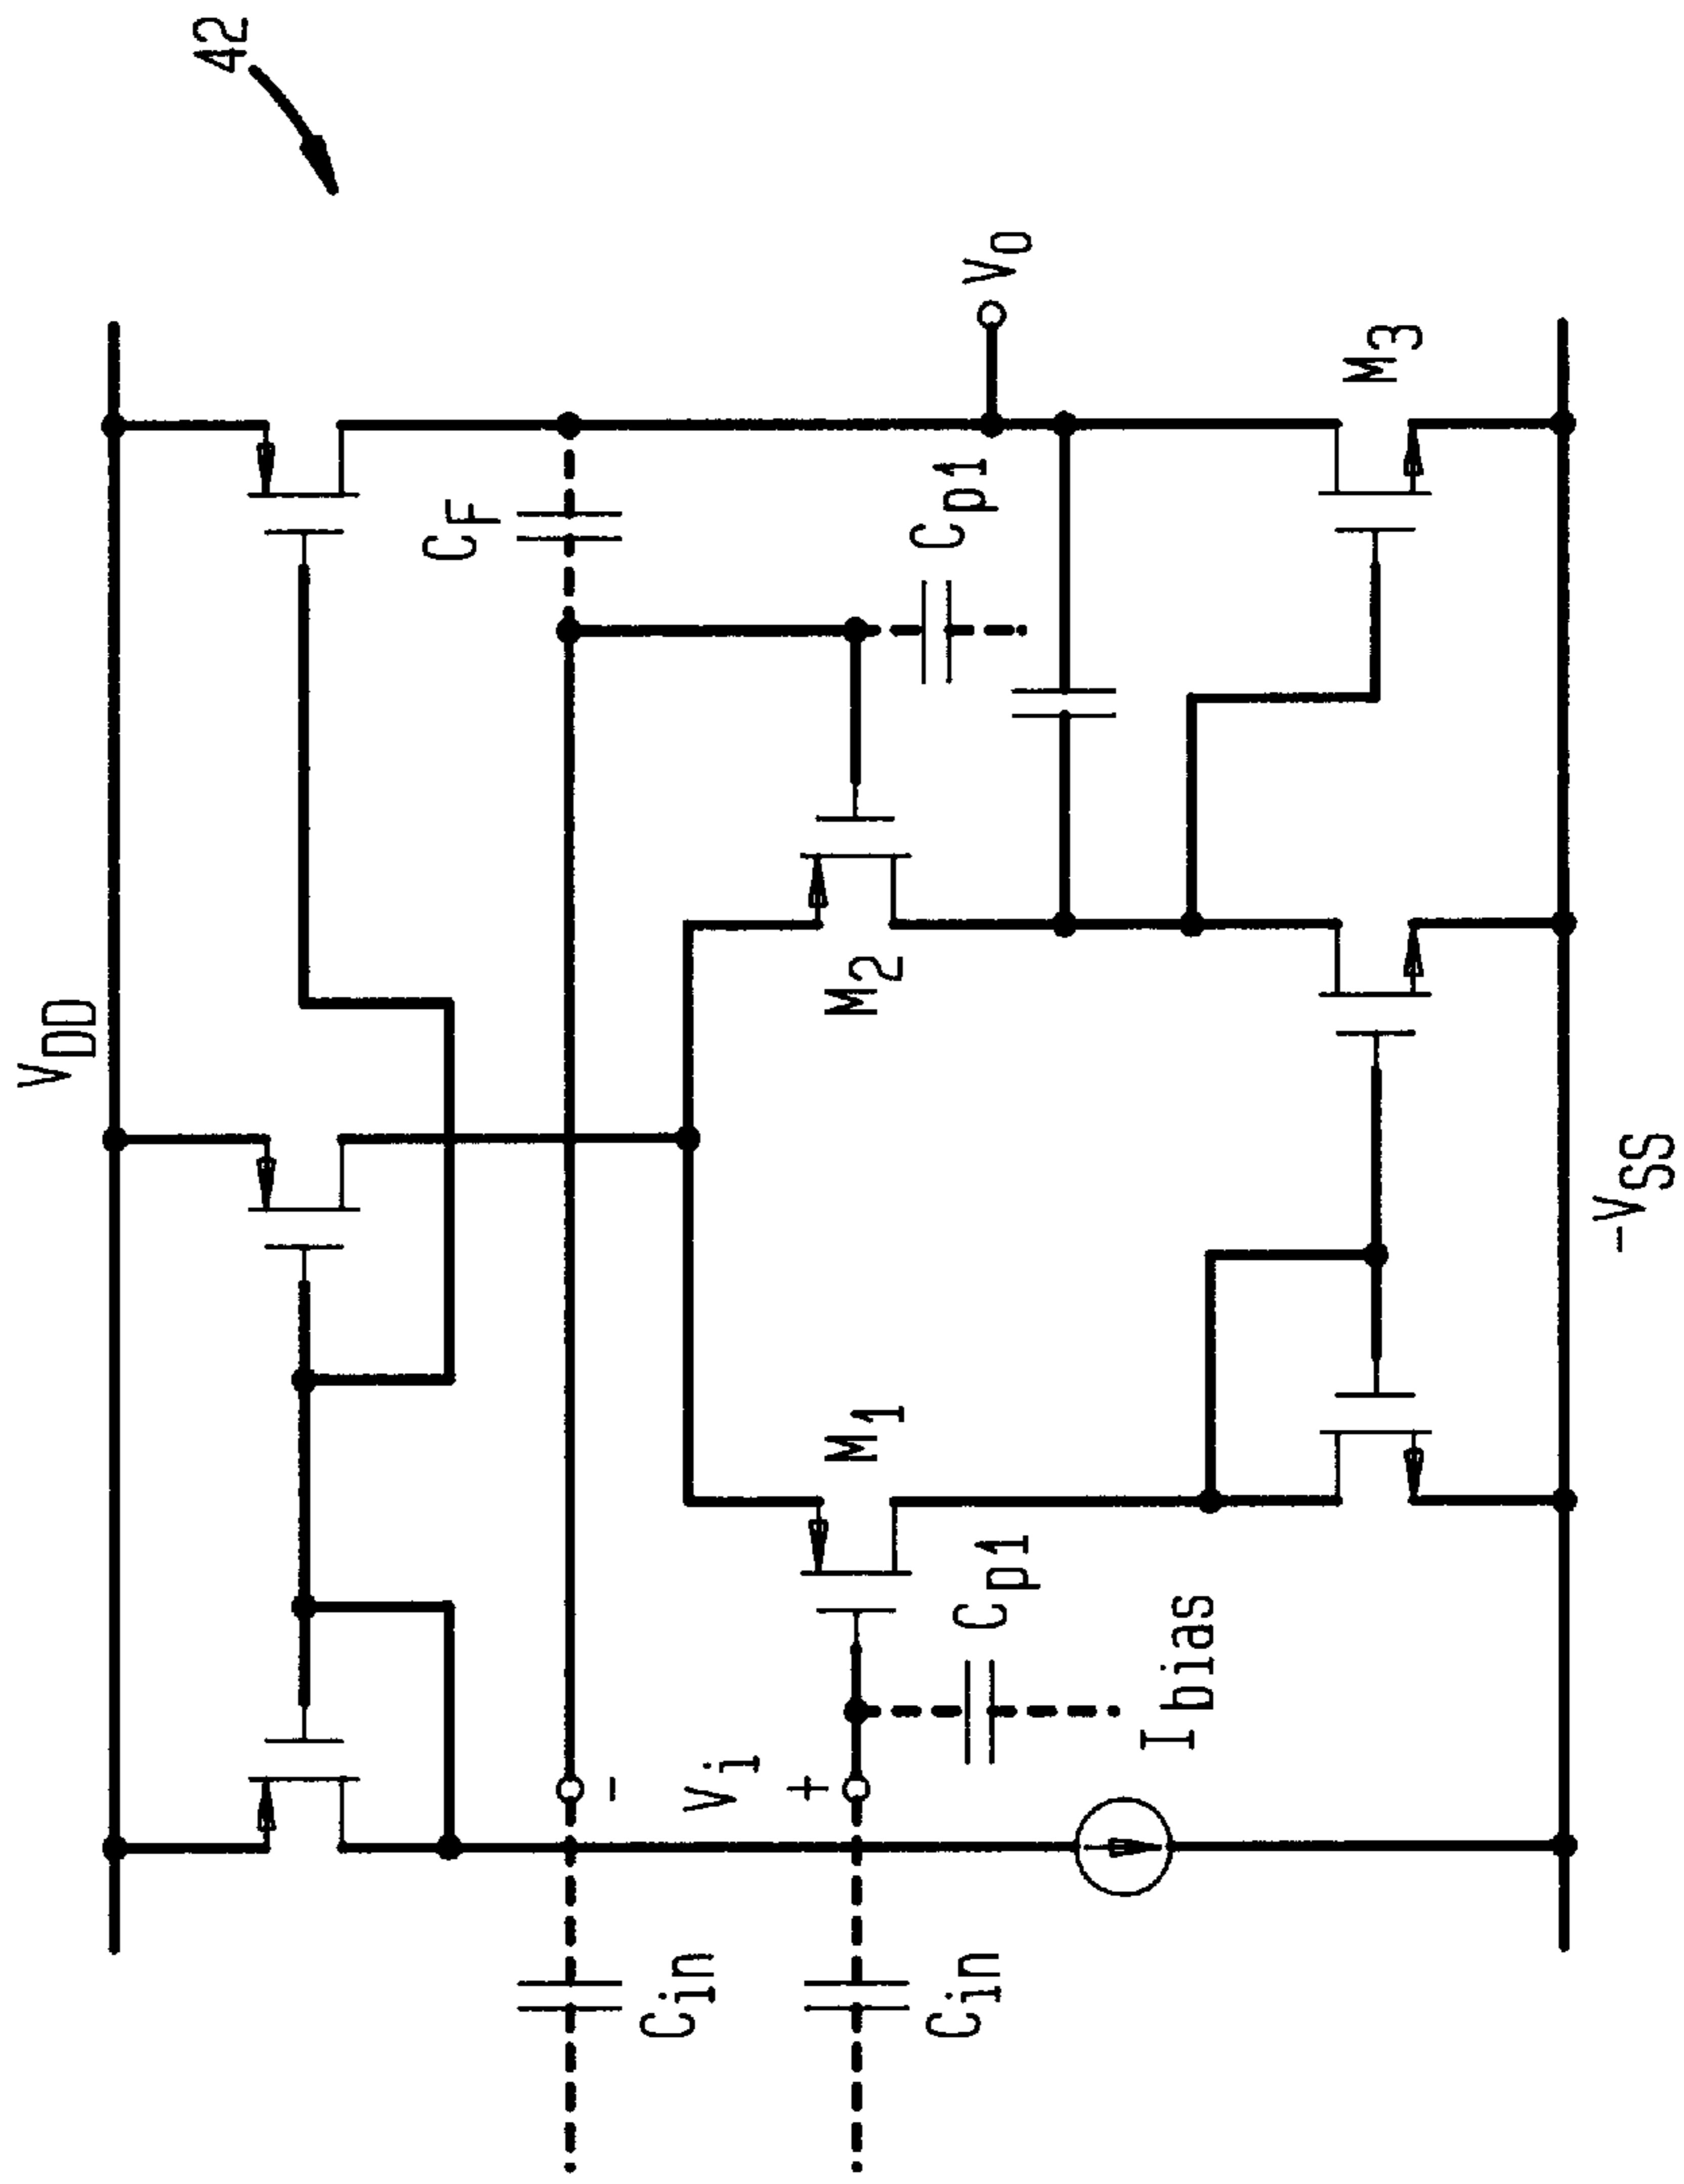 42
V_DD
C_F
V_i
-
+
C_in
C_in
C_p1
C_p1
M_1
M_2
M_3
V_O
I_bias
-V_SS